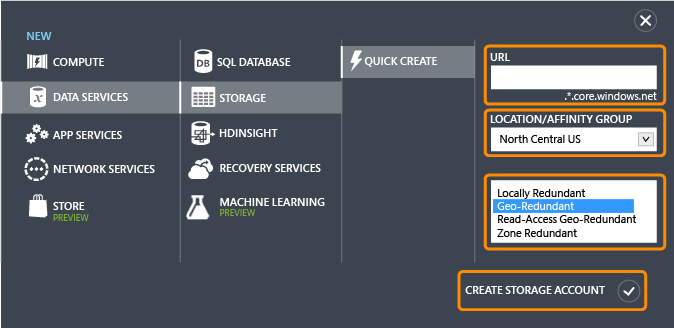 NEW
COMPUTE
DATA SERVICES
APP SERVICES
NETWORK SERVICES
STORE
PREVIEW
DB
SQL DATABASE
STORAGE
HDINSIGHT
RECOVERY SERVICES
MACHINE LEARNING
PREVIEW
QUICK CREATE
URL
.*.core.windows.net
LOCATION/AFFINITY GROUP
North Central US
Locally Redundant
Geo-Redundant
Read-Access Geo-Redundant
Zone Redundant
CREATE STORAGE ACCOUNT